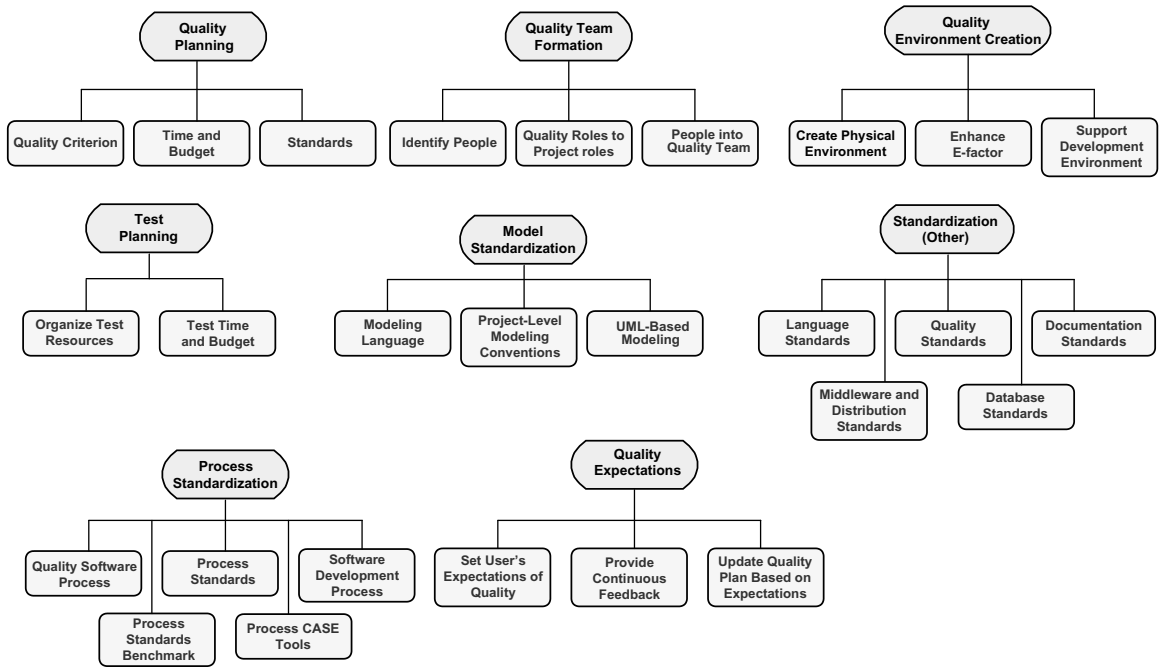 Quality
Planning
Quality Criterion
Time and
Budget
Standards
Quality Team
Formation
Identify People
Quality Roles to
Project roles
People into
Quality Team
Quality
Environment Creation
Create Physical
Environment
Enhance
E-factor
Support
Development
Environment
Test
Planning
Organize Test
Resources
Test Time
and Budget
Model
Standardization
Modeling
Language
Project-Level
Modeling
Conventions
UML-Based
Modeling
Standardization
(Other)
Language
Standards
Quality
Standards
Documentation
Standards
Middleware and
Distribution
Standards
Database
Standards
Process
Standardization
Quality Software
Process
Process
Standards
Software
Development
Process
Process
Standards
Benchmark
Process CASE
Tools
Quality
Expectations
Set User’s
Expectations of
Quality
Provide
Continuous
Feedback
Update Quality
Plan Based on
Expectations